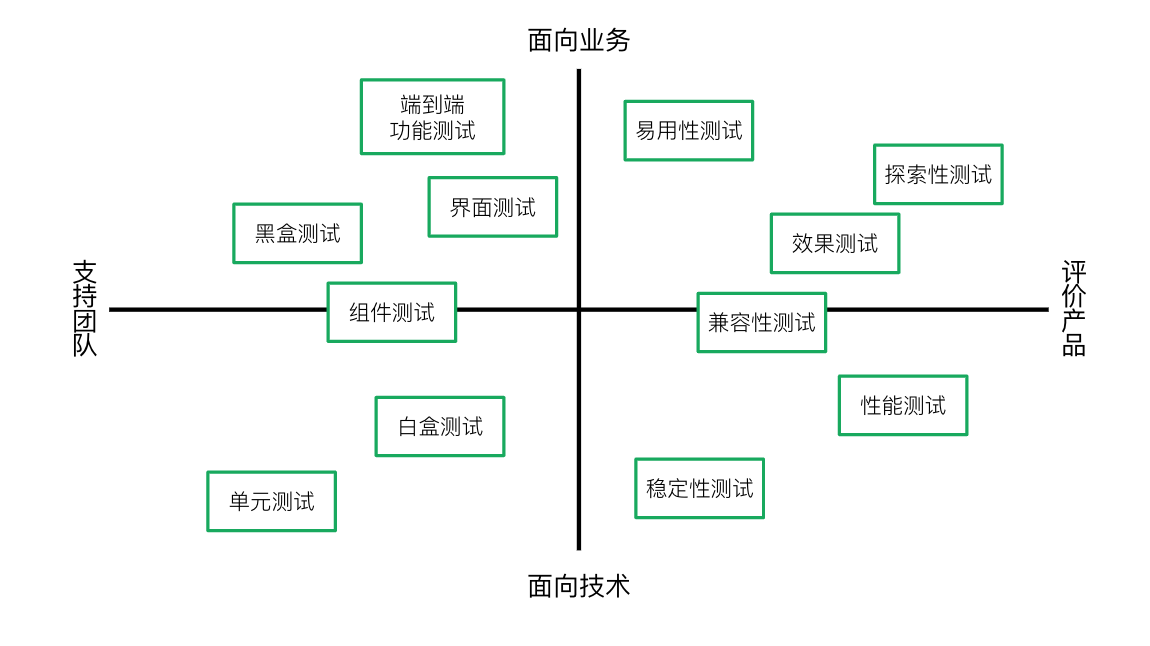 面向业务
端到端
功能测试
易用性测试
探索性测试
界面测试
黑盒测试
效果测试
支持团队
组件测试
兼容性测试
评价产品
性能测试
白盒测试
稳定性测试
单元测试
面向技术